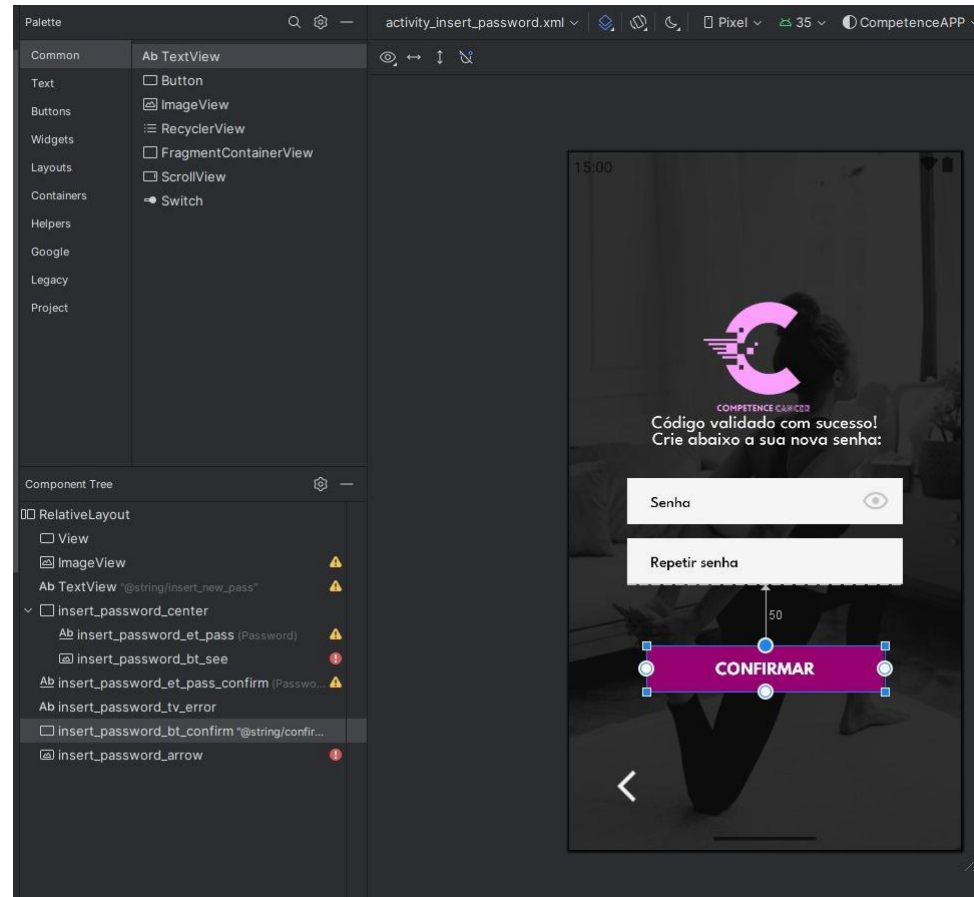 Palette
activity_insert_password.xml
Pixel
35
CompetenceAPP
Common
Text
Buttons
Widgets
Layouts
Containers
Helpers
Google
Legacy
Project
Ab TextView
Button
ImageView
RecyclerView
FragmentContainerView
ScrollView
Switch
Component Tree
RelativeLayout
View
ImageView
Ab TextView "@string/insert_new_pass"
insert_password_center
Ab insert_password_et_pass (Password)
insert_password_bt_see
Ab insert_password_et_pass_confirm (Passwo...
Ab insert_password_tv_error
insert_password_bt_confirm "@string/confir...
insert_password_arrow
15:00
COMPETENCE CANCER
Código validado com sucesso!
Crie abaixo a sua nova senha:
Senha
Repetir senha
50
CONFIRMAR